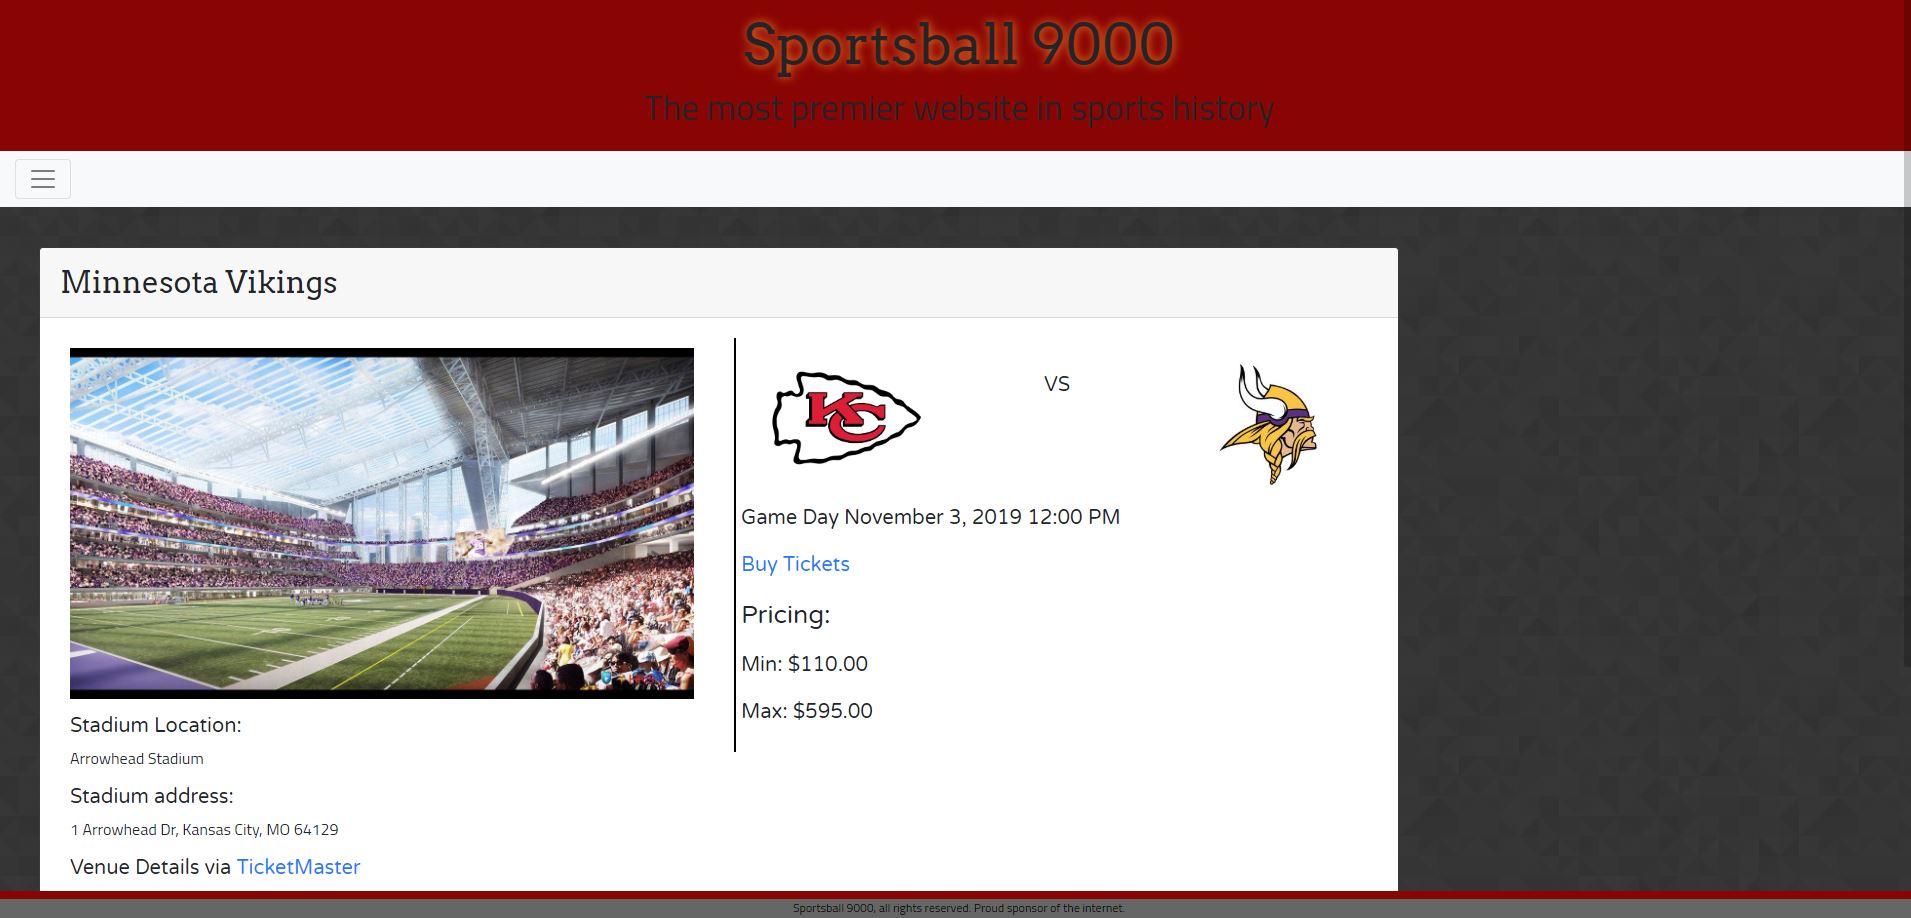 Sportsball 9000
The most premier website in sports history
Minnesota Vikings
KC
VS
Game Day November 3, 2019 12:00 PM
Buy Tickets
Pricing:
Min: $110.00
Max: $595.00
Stadium Location:
Arrowhead Stadium
Stadium address:
1 Arrowhead Dr, Kansas City, MO 64129
Venue Details via TicketMaster
Sportsball 9000, all rights reserved. Proud sponsor of the internet.